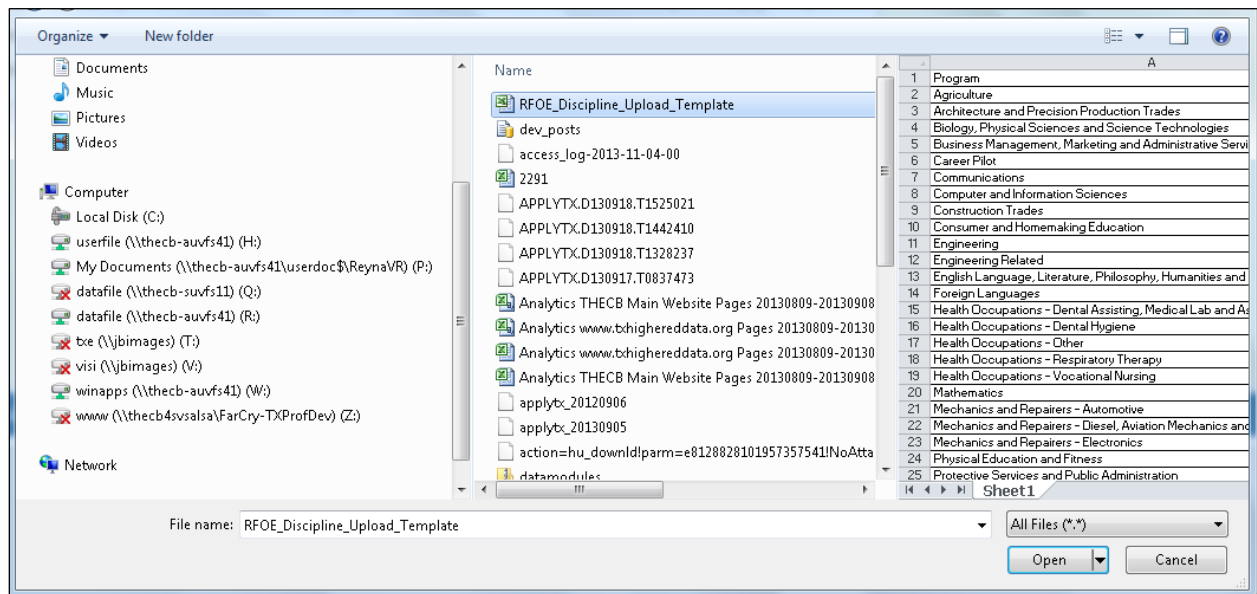 Organize New folder
Documents
Music
Pictures
Videos
Computer
Local Disk (C:)
userfile (\\thecb-auvfs41) (H:)
My Documents (\\thecb-auvfs41\userdoc$\ReynaVR) (P:)
datafile (\\thecb-suvfs11) (Q:)
datafile (\\thecb-auvfs41) (R:)
txe (\\jbimages) (T:)
visi (\\jbimages) (V:)
winapps (\\thecb-auvfs41) (W:)
www (\\thecb4svsalsa\FarCry-TXProfDev) (Z:)
Network
Name
RFOE_Discipline_Upload_Template
dev_posts
access_log-2013-11-04-00
2291
APPLYTX.D130918.T1525021
APPLYTX.D130918.T1442410
APPLYTX.D130918.T1328237
APPLYTX.D130917.T0837473
Analytics THECB Main Website Pages 20130809-20130908
Analytics www.txhighereddata.org Pages 20130809-20130
Analytics www.txhighereddata.org Pages 20130809-20130
Analytics THECB Main Website Pages 20130809-20130908
applytx_20120906
applytx_20130905
action=hu_downld!parm=e8128828101957357541!NoAtta
datamodules
A
1 Program
2 Agriculture
3 Architecture and Precision Production Trades
4 Biology, Physical Sciences and Science Technologies
5 Business Management, Marketing and Administrative Servi
6 Career Pilot
7 Communications
8 Computer and Information Sciences
9 Construction Trades
10 Consumer and Homemaking Education
11 Engineering
12 Engineering Related
13 English Language, Literature, Philosophy, Humanities and
14 Foreign Languages
15 Health Occupations - Dental Assisting, Medical Lab and As
16 Health Occupations - Dental Hygiene
17 Health Occupations - Other
18 Health Occupations - Respiratory Therapy
19 Health Occupations - Vocational Nursing
20 Mathematics
21 Mechanics and Repairers - Automotive
22 Mechanics and Repairers - Diesel, Aviation Mechanics and
23 Mechanics and Repairers - Electronics
24 Physical Education and Fitness
25 Protective Services and Public Administration
Sheet1
File name: RFOE_Discipline_Upload_Template All Files (*.*)
Open Cancel